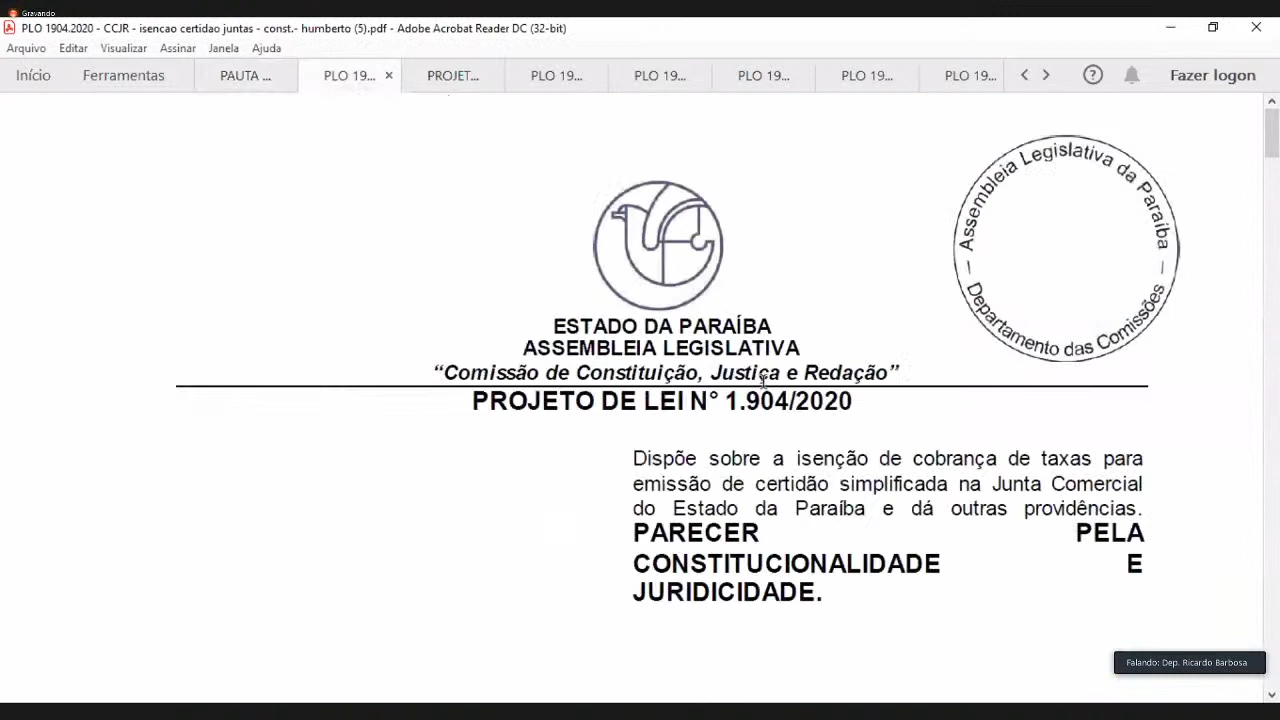 Gravando
PLO 1904.2020 - CCJR - isencao certidao juntas - const.- humberto (5).pdf - Adobe Acrobat Reader DC (32-bit)
Arquivo Editar Visualizar Assinar Janela Ajuda
Início Ferramentas PAUTA ... PLO 19... × PROJET... PLO 19... PLO 19... PLO 19... PLO 19... PLO 19... Fazer logon
Assembleia Legislativa da Paraíba
Departamento das Comissões
ESTADO DA PARAÍBA
ASSEMBLEIA LEGISLATIVA
“Comissão de Constituição, Justiça e Redação”
PROJETO DE LEI N° 1.904/2020
Dispõe sobre a isenção de cobrança de taxas para
emissão de certidão simplificada na Junta Comercial
do Estado da Paraíba e dá outras providências.
PARECER PELA
CONSTITUCIONALIDADE E
JURIDICIDADE.
Falando: Dep. Ricardo Barbosa